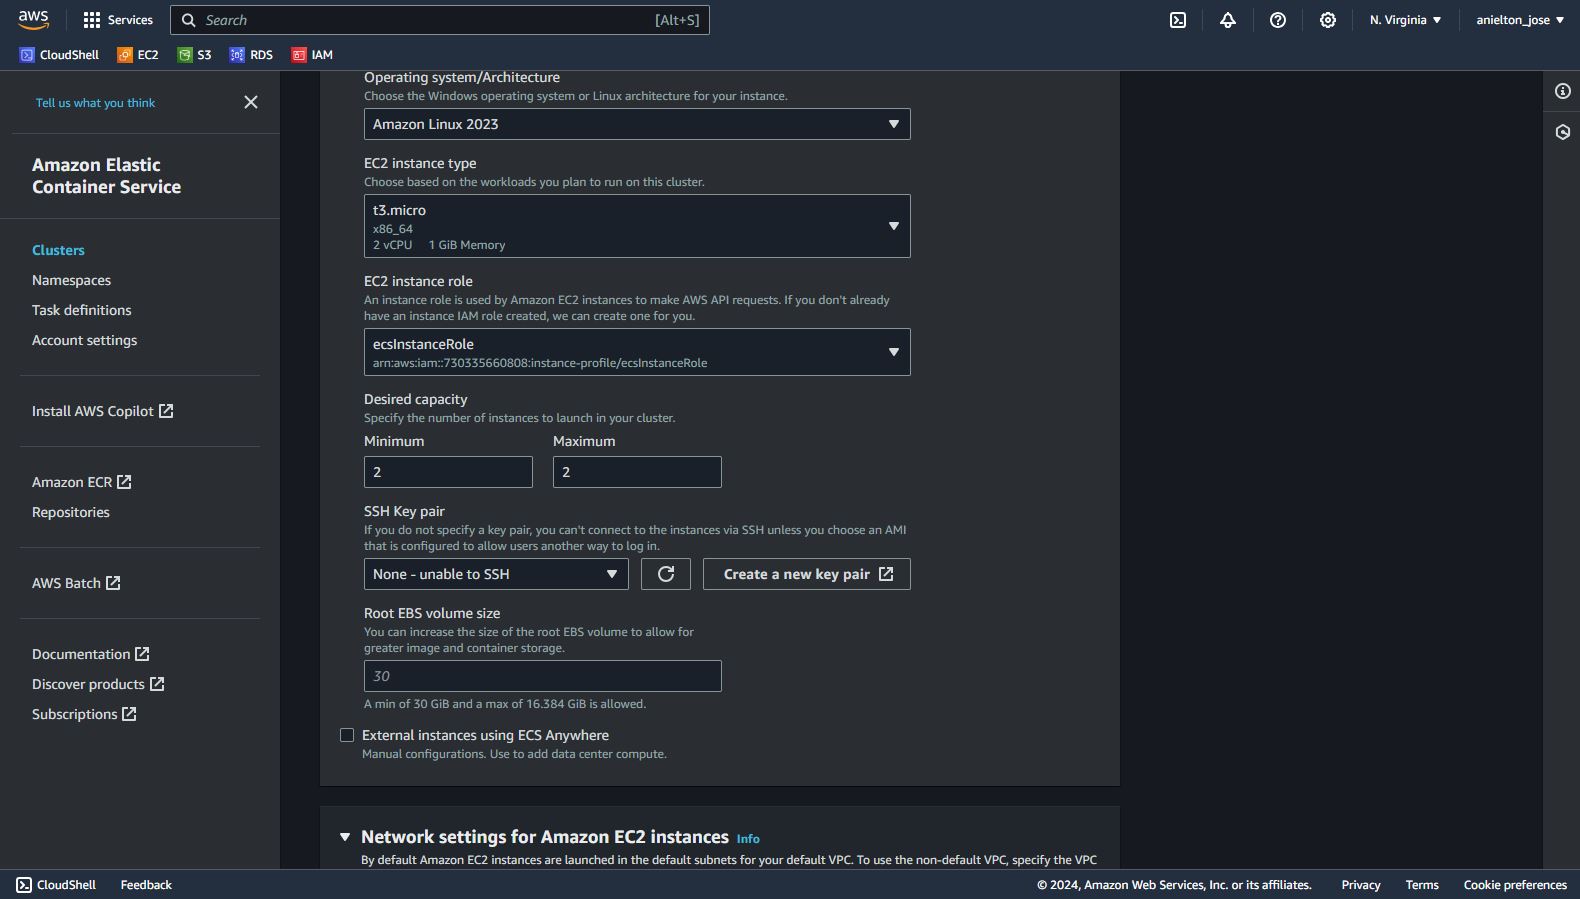 aws
Services
Search
[Alt+S]
N. Virginia
anielton_jose
CloudShell
EC2
S3
RDS
IAM
Tell us what you think
Amazon Elastic
Container Service
Clusters
Namespaces
Task definitions
Account settings
Install AWS Copilot
Amazon ECR
Repositories
AWS Batch
Documentation
Discover products
Subscriptions
Operating system/Architecture
Choose the Windows operating system or Linux architecture for your instance.
Amazon Linux 2023
EC2 instance type
Choose based on the workloads you plan to run on this cluster.
t3.micro
x86_64
2 vCPU 1 GiB Memory
EC2 instance role
An instance role is used by Amazon EC2 instances to make AWS API requests. If you don't already
have an instance IAM role created, we can create one for you.
ecsInstanceRole
arn:aws:iam::730335660808:instance-profile/ecsInstanceRole
Desired capacity
Specify the number of instances to launch in your cluster.
Minimum
Maximum
2
2
SSH Key pair
If you do not specify a key pair, you can't connect to the instances via SSH unless you choose an AMI
that is configured to allow users another way to log in.
None - unable to SSH
Create a new key pair
Root EBS volume size
You can increase the size of the root EBS volume to allow for
greater image and container storage.
30
A min of 30 GiB and a max of 16.384 GiB is allowed.
External instances using ECS Anywhere
Manual configurations. Use to add data center compute.
Network settings for Amazon EC2 instances Info
By default Amazon EC2 instances are launched in the default subnets for your default VPC. To use the non-default VPC, specify the VPC
CloudShell
Feedback
© 2024, Amazon Web Services, Inc. or its affiliates.
Privacy
Terms
Cookie preferences